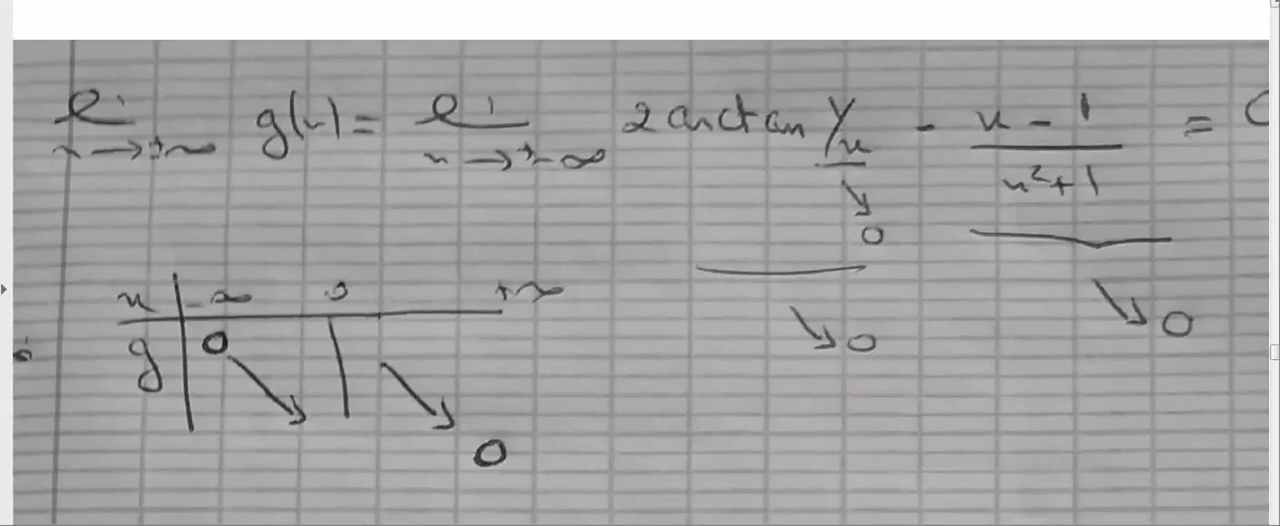 lim g(x) = lim 2 arctan 1/x - (x - 1)/(x² + 1) = 0
x → +∞ x → +∞
↘ 0
↘ 0 ↘ 0
x | -∞ 0 +∞
g | 0 ↘ | ↘ 0